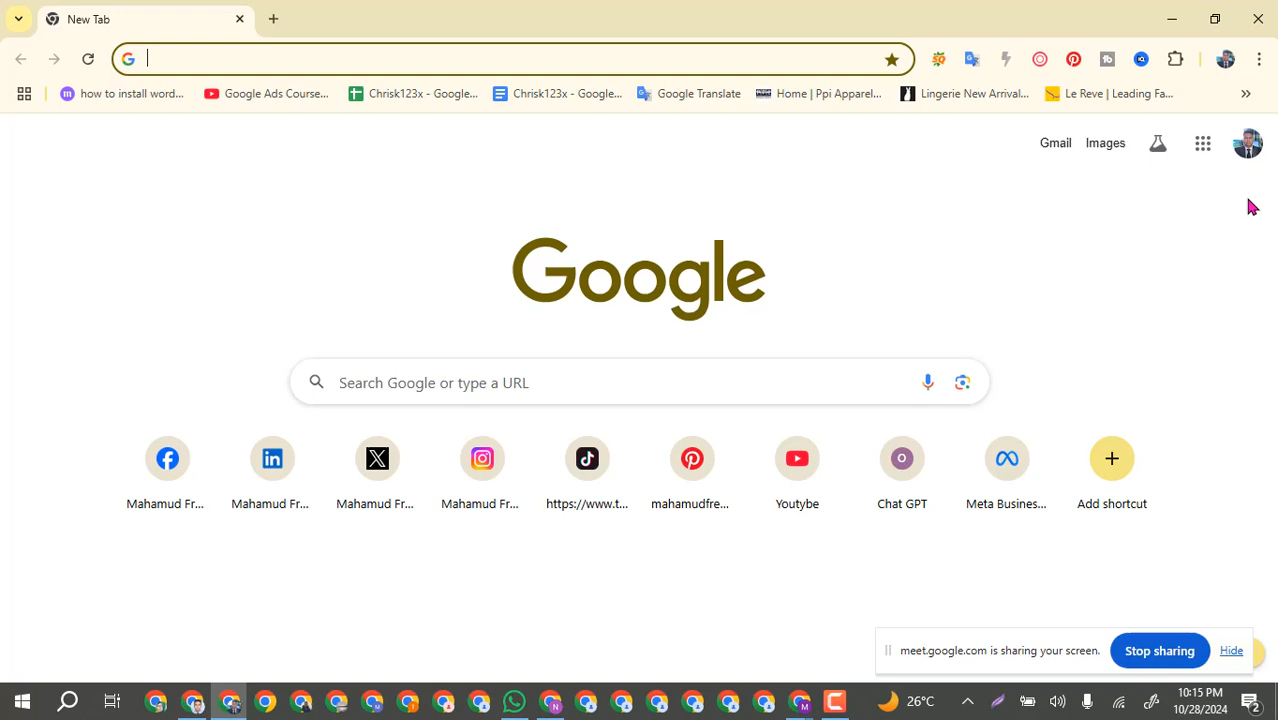 New Tab
how to install word...
Google Ads Course...
Chrisk123x - Google...
Chrisk123x - Google...
Google Translate
Home | Ppi Apparel...
Lingerie New Arrival...
Le Reve | Leading Fa...
Gmail
Images
Google
Search Google or type a URL
Mahamud Fr...
Mahamud Fr...
Mahamud Fr...
Mahamud Fr...
https://www.t...
mahamudfre...
Youtybe
Chat GPT
Meta Busines...
Add shortcut
meet.google.com is sharing your screen.
Stop sharing
Hide
26°C
10:15 PM
10/28/2024
2